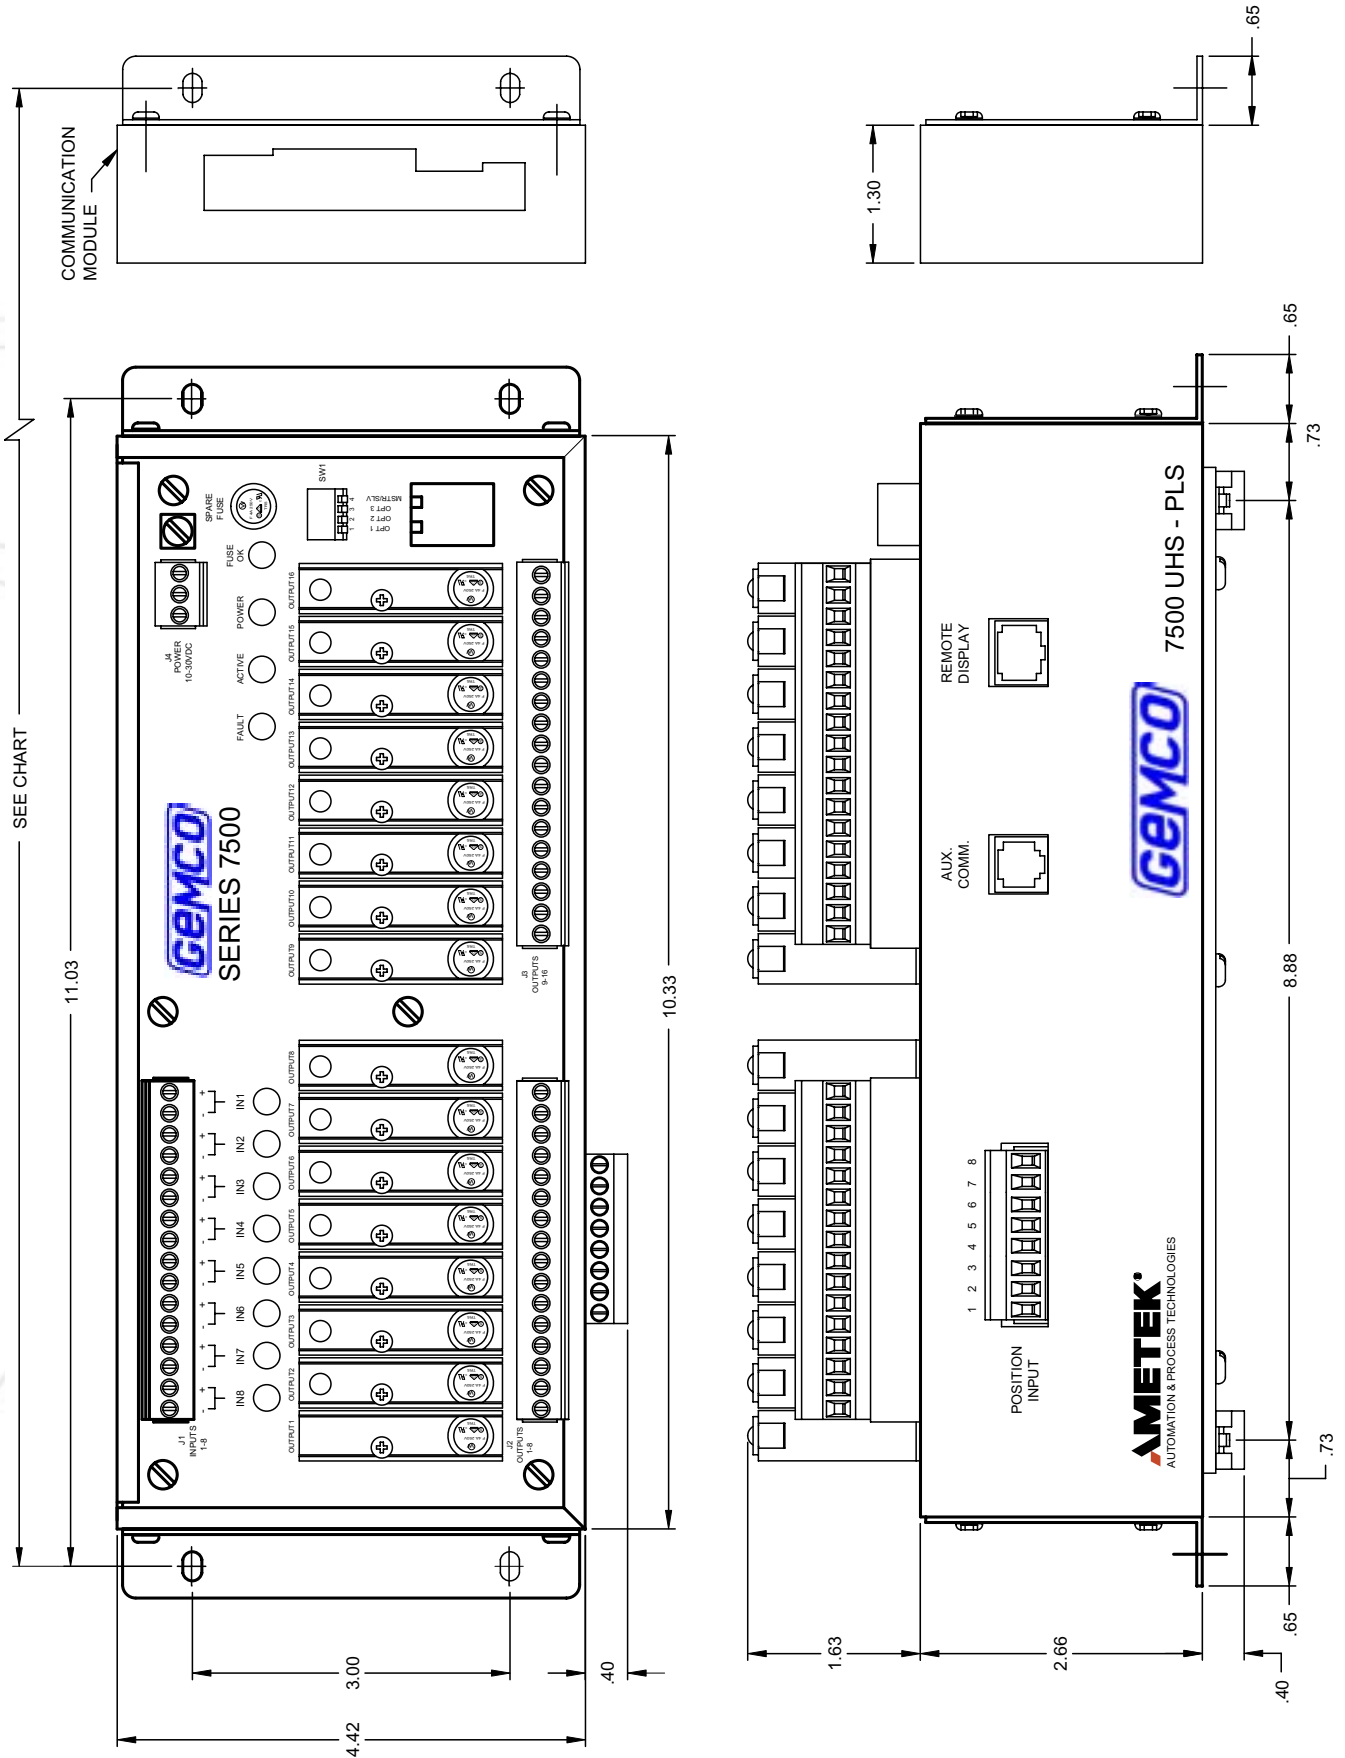 SEE CHART
11.03
COMMUNICATION
MODULE
J4
POWER
10-30VDC
SPARE
FUSE
FUSE
OK
POWER
ACTIVE
FAULT
SW1
1 2 3 4
OPT 1
OPT 2
OPT 3
MSTR/SLV
GEMCO
SERIES 7500
J1
INPUTS
1-8
- + - + - + - + - + - + - + - +
IN8 IN7 IN6 IN5 IN4 IN3 IN2 IN1
OUTPUT1 OUTPUT2 OUTPUT3 OUTPUT4 OUTPUT5 OUTPUT6 OUTPUT7 OUTPUT8
OUTPUT9 OUTPUT10 OUTPUT11 OUTPUT12 OUTPUT13 OUTPUT14 OUTPUT15 OUTPUT16
J2
OUTPUTS
1-8
J3
OUTPUTS
9-16
3.00
4.42
.40
10.33
1.30
.65
1.63
2.66
POSITION
INPUT
1 2 3 4 5 6 7 8
AUX.
COMM.
REMOTE
DISPLAY
AMETEK®
AUTOMATION & PROCESS TECHNOLOGIES
GEMCO
7500 UHS - PLS
.40
.65
.73
8.88
.73
.65